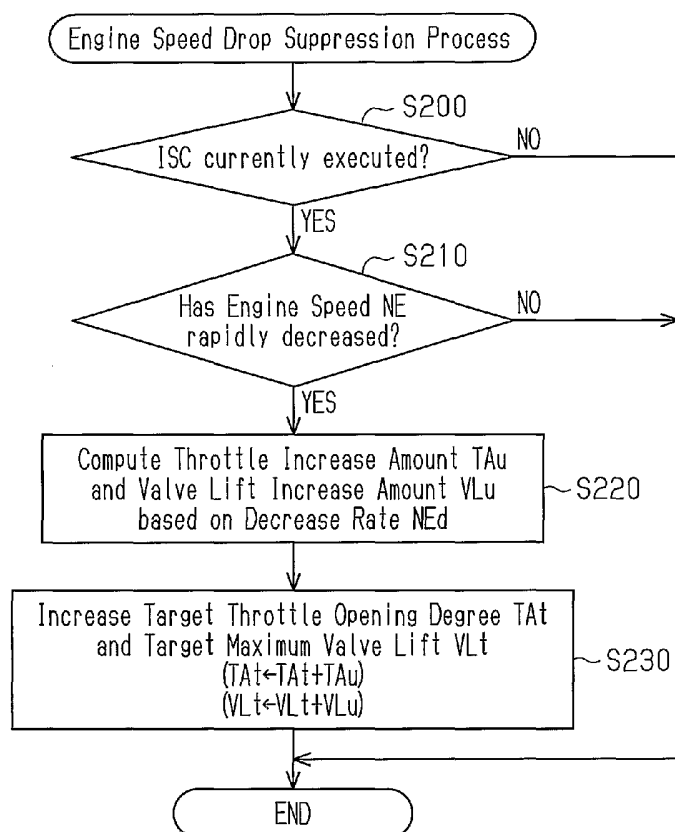 Engine Speed Drop Suppression Process
S200
ISC currently executed?
NO
YES
S210
Has Engine Speed NE
rapidly decreased?
NO
YES
Compute Throttle Increase Amount TAu
and Valve Lift Increase Amount VLu
based on Decrease Rate NEd
S220
Increase Target Throttle Opening Degree TAt
and Target Maximum Valve Lift VLt
(TAt←TAt+TAu)
(VLt←VLt+VLu)
S230
END